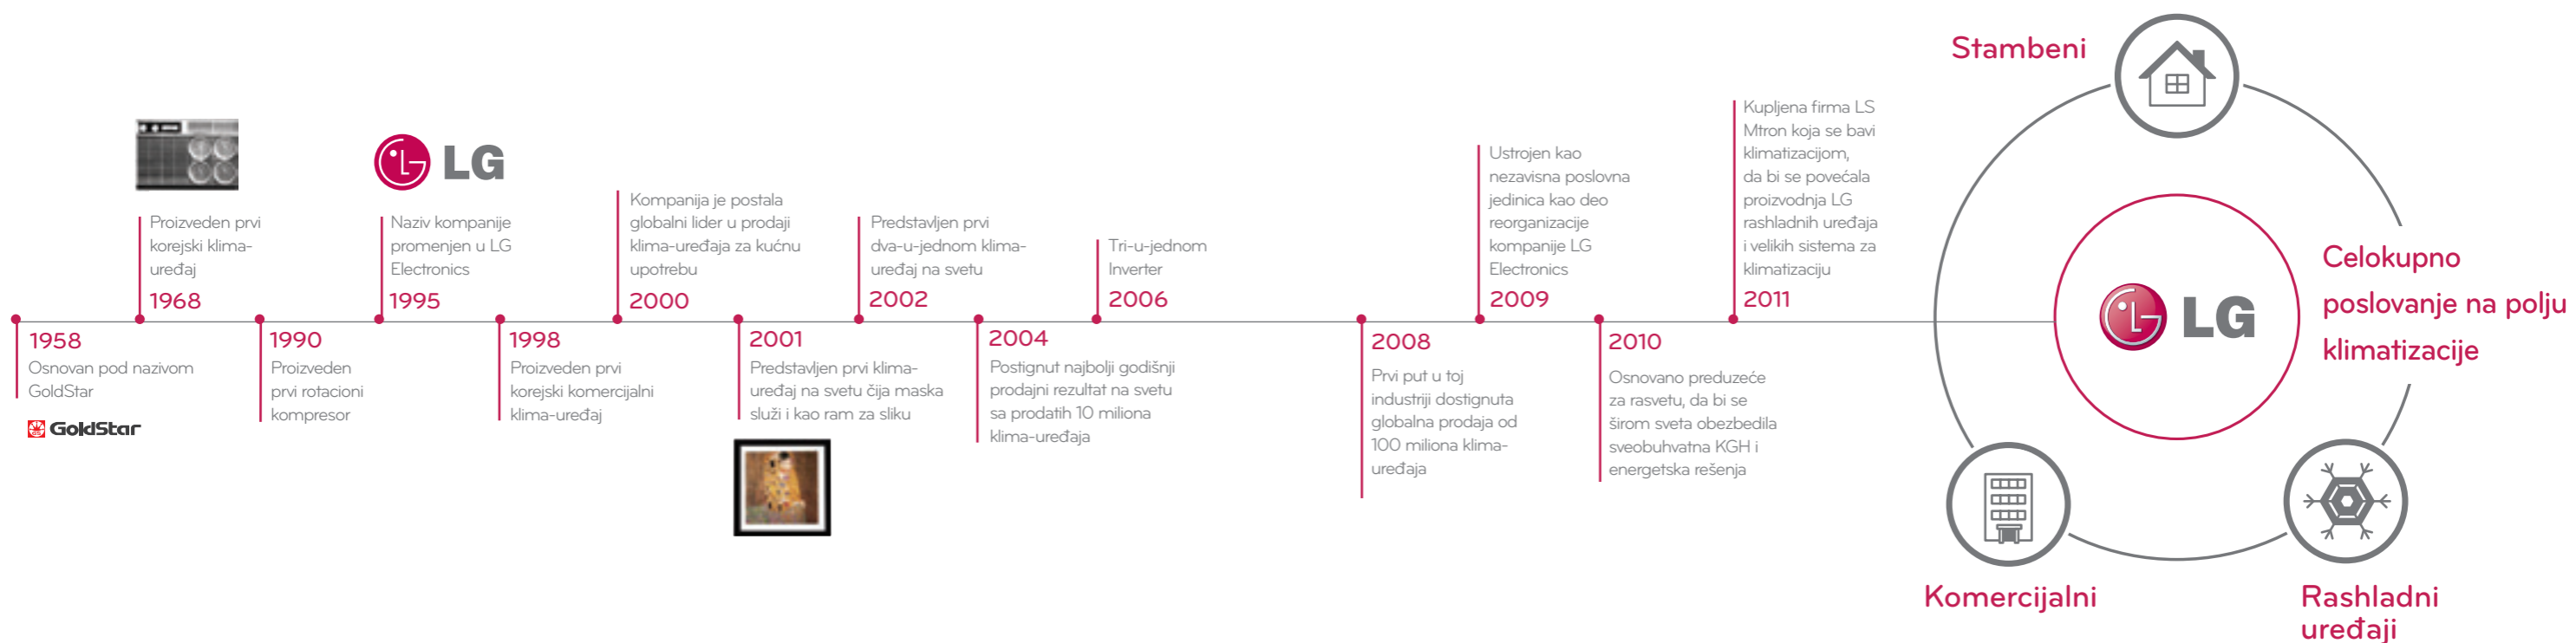 1958
Osnovan pod nazivom
GoldStar
GoldStar
Proizveden prvi
korejski klima-
uređaj
1968
1990
Proizveden
prvi rotacioni
kompresor
LG
Naziv kompanije
promenjen u LG
Electronics
1995
1998
Proizveden prvi
korejski komercijalni
klima-uređaj
Kompanija je postala
globalni lider u prodaji
klima-uređaja za kućnu
upotrebu
2000
2001
Predstavljen prvi klima-
uređaj na svetu čija maska
služi i kao ram za sliku
Predstavljen prvi
dva-u-jednom klima-
uređaj na svetu
2002
2004
Postignut najbolji godišnji
prodajni rezultat na svetu
sa prodatih 10 miliona
klima-uređaja
Tri-u-jednom
Inverter
2006
2008
Prvi put u toj
industriji dostignuta
globalna prodaja od
100 miliona klima-
uređaja
Ustrojen kao
nezavisna poslovna
jedinica kao deo
reorganizacije
kompanije LG
Electronics
2009
2010
Osnovano preduzeće
za rasvetu, da bi se
širom sveta obezbedila
sveobuhvatna KGH i
energetska rešenja
Kupljena firma LS
Mtron koja se bavi
klimatizacijom,
da bi se povećala
proizvodnja LG
rashladnih uređaja
i velikih sistema za
klimatizaciju
2011
Stambeni
LG
Celokupno
poslovanje na polju
klimatizacije
Komercijalni
Rashladni
uređaji